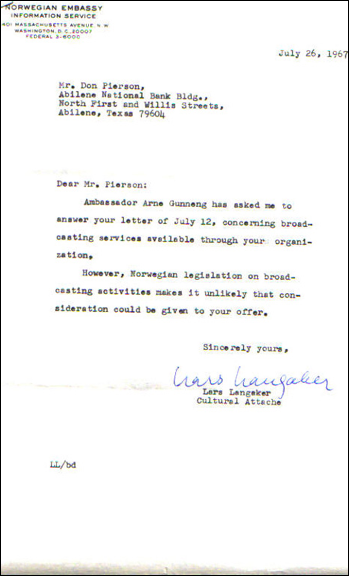 NORWEGIAN EMBASSY
INFORMATION SERVICE
MASSACHUSETTS AVENUE N.W.
WASHINGTON, D.C. 20007
FEDERAL 3-6000
July 26, 1967
Mr. Don Pierson,
Abilene National Bank Bldg.,
North First and Willis Streets,
Abilene, Texas 79604
Dear Mr. Pierson:
Ambassador Arne Gunneng has asked me to
answer your letter of July 12, concerning broad-
casting services available through your organi-
zation.
However, Norwegian legislation on broad-
casting activities makes it unlikely that con-
sideration could be given to your offer.
Sincerely yours,
Lars Langaker
Lars Langaker
Cultural Attache
LL/bd